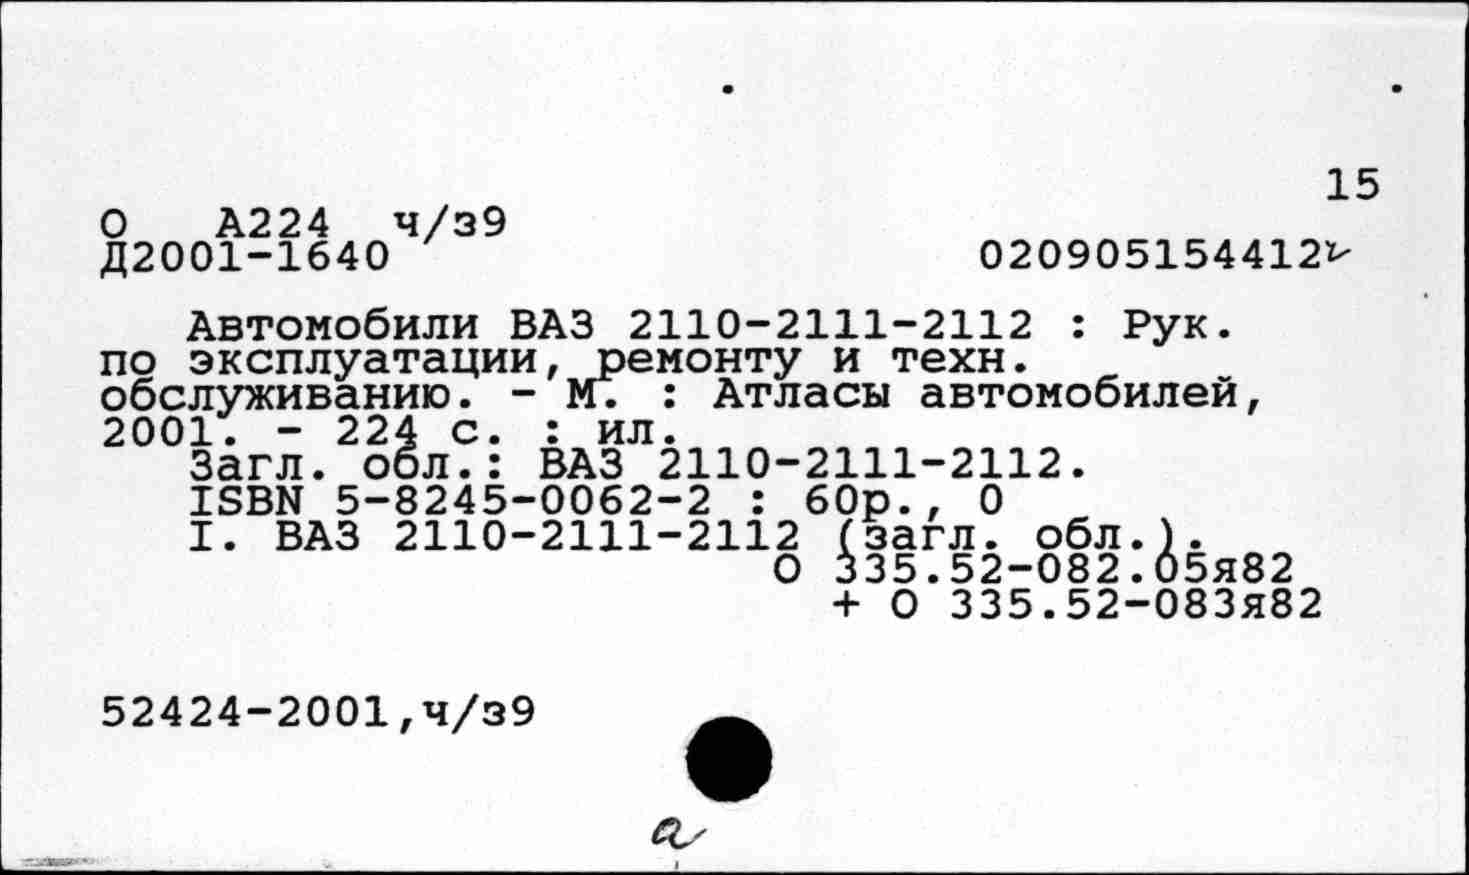 15
О А224 ч/з9
Д2001-1640 020905154412
Автомобили ВАЗ 2110-2111-2112 : Рук.
по эксплуатации, ремонту и техн.
обслуживанию. - М. : Атласы автомобилей,
2001. - 224 с. : ил.
Загл. обл.: ВАЗ 2110-2111-2112.
ISBN 5-8245-0062-2 : 60р., 0
I. ВАЗ 2110-2111-2112 (загл. обл.).
О 335.52-082.05я82
+ О 335.52-083я82
52424-2001,ч/з9